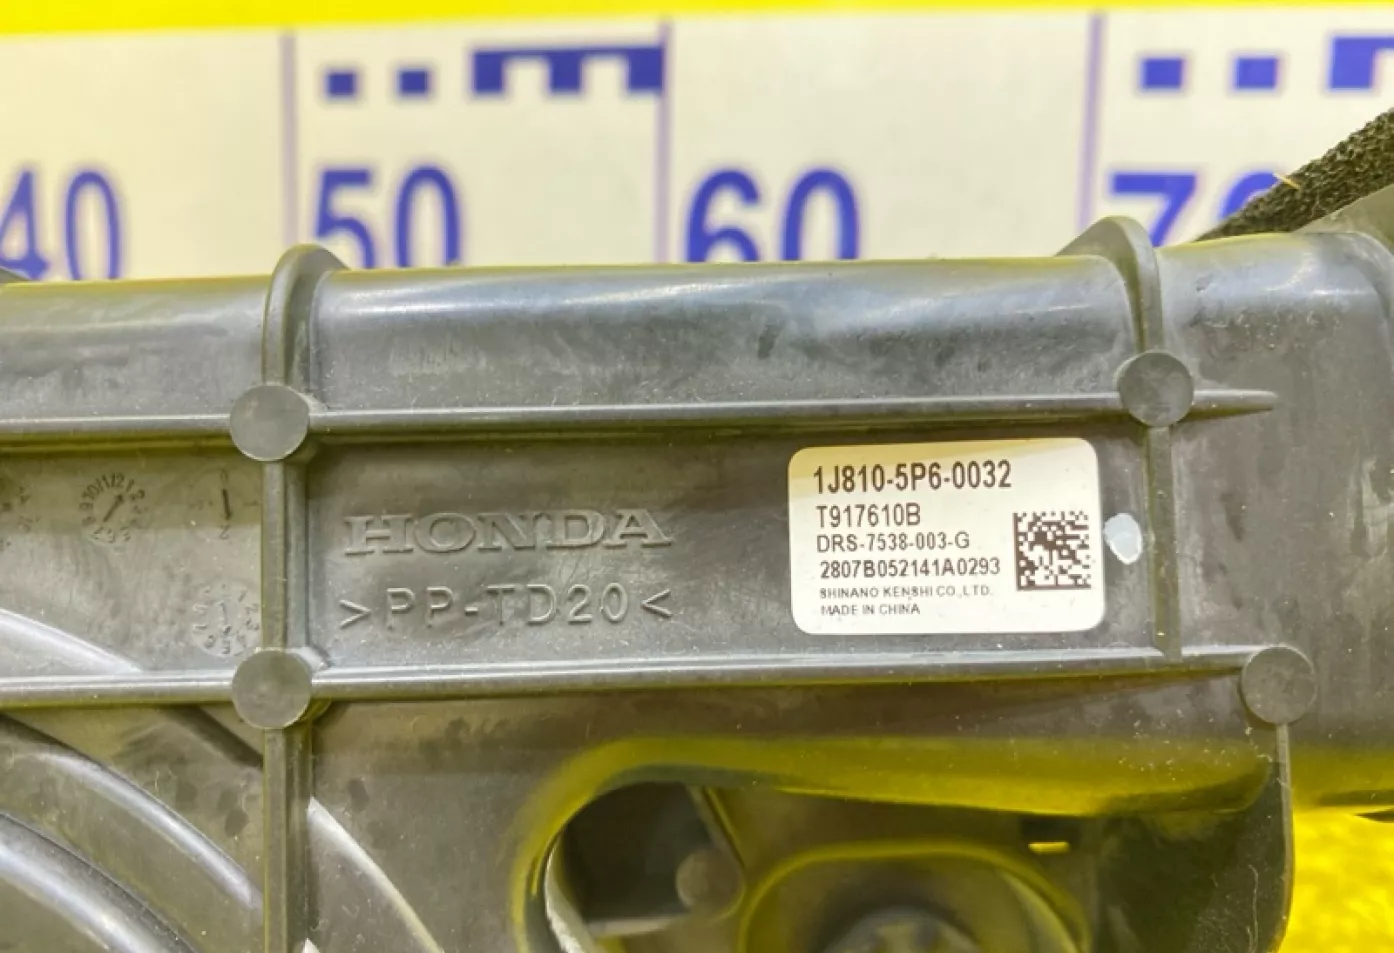 40 50 60 70
1J810-5P6-0032
T917610B
DRS-7538-003-G
2807B052141A0293
SHINANO KENSHI CO.,LTD.
MADE IN CHINA
HONDA
>PP-TD20<